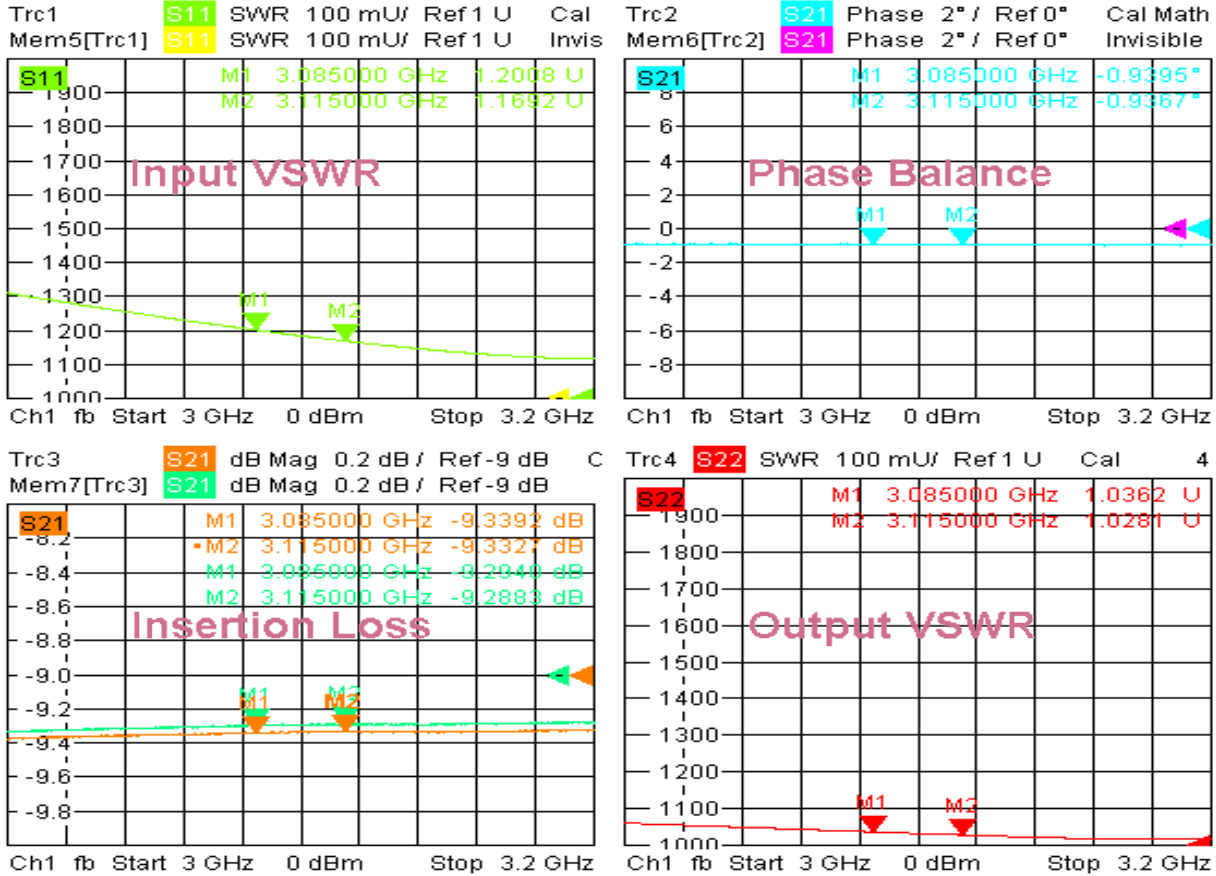 Trc1 S11 SWR 100 mU/ Ref 1 U Cal
Mem5[Trc1] S11 SWR 100 mU/ Ref 1 U Invis
S11
M1 3.085000 GHz 1.2008 U
M2 3.115000 GHz 1.1692 U
1900
1800
1700
Input VSWR
1600
1500
1400
1300
M1
M2
1200
1100
1000
Ch1 fb Start 3 GHz 0 dBm Stop 3.2 GHz
Trc2 S21 Phase 2°/ Ref 0° Cal Math
Mem6[Trc2] S21 Phase 2°/ Ref 0° Invisible
S21
M1 3.085000 GHz -0.9395°
M2 3.115000 GHz -0.9367°
8
6
4
Phase Balance
2
M1 M2
0
-2
-4
-6
-8
Ch1 fb Start 3 GHz 0 dBm Stop 3.2 GHz
Trc3 S21 dB Mag 0.2 dB/ Ref -9 dB C
Mem7[Trc3] S21 dB Mag 0.2 dB/ Ref -9 dB
S21
M1 3.085000 GHz -9.3392 dB
•M2 3.115000 GHz -9.3327 dB
M1 3.085000 GHz -9.2940 dB
M2 3.115000 GHz -9.2883 dB
-8.2
-8.4
-8.6
Insertion Loss
-8.8
-9.0
M1 M2
M1 M2
-9.2
-9.4
-9.6
-9.8
Ch1 fb Start 3 GHz 0 dBm Stop 3.2 GHz
Trc4 S22 SWR 100 mU/ Ref 1 U Cal 4
S22
M1 3.085000 GHz 1.0362 U
M2 3.115000 GHz 1.0281 U
1900
1800
1700
1600
Output VSWR
1500
1400
1300
1200
1100
M1 M2
1000
Ch1 fb Start 3 GHz 0 dBm Stop 3.2 GHz